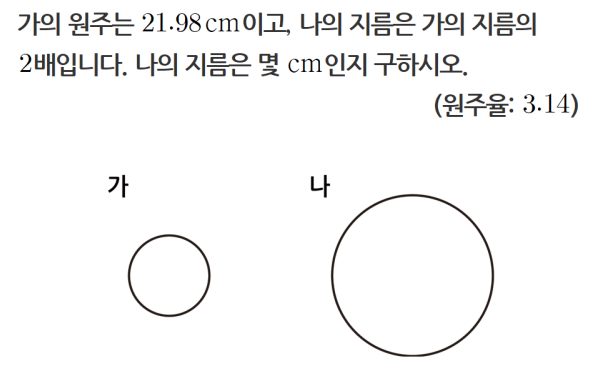 가의 원주는 21.98cm이고, 나의 지름은 가의 지름의
2배입니다. 나의 지름은 몇 cm인지 구하시오.
(원주율: 3.14)
가 나